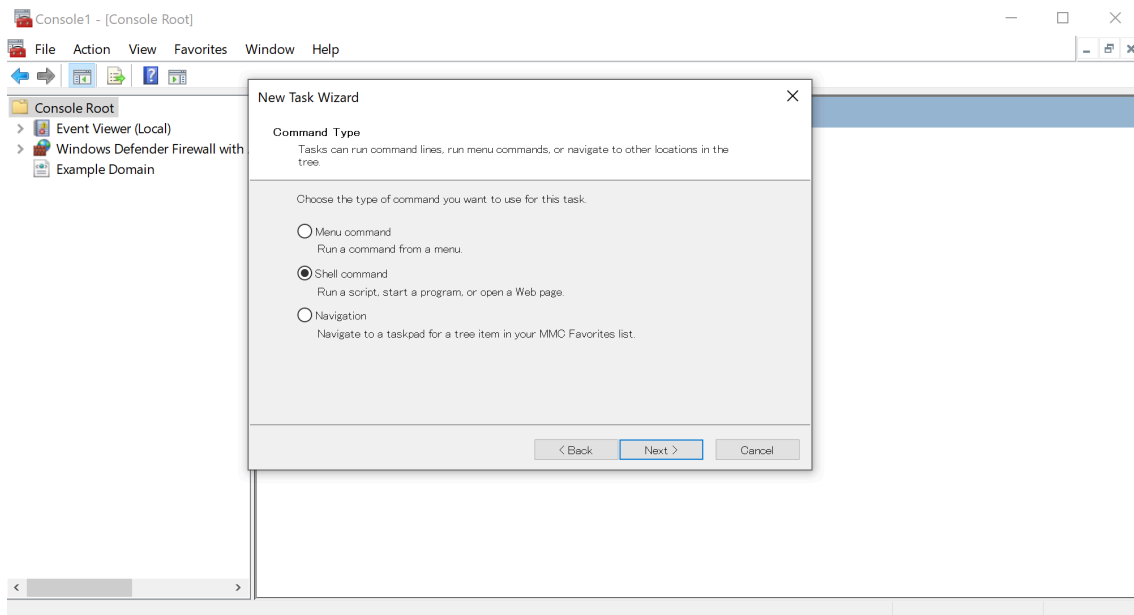 Console1 - [Console Root]
File Action View Favorites Window Help
Console Root
Event Viewer (Local)
Windows Defender Firewall with
Example Domain
New Task Wizard
Command Type
Tasks can run command lines, run menu commands, or navigate to other locations in the
tree.
Choose the type of command you want to use for this task.
Menu command
Run a command from a menu.
Shell command
Run a script, start a program, or open a Web page.
Navigation
Navigate to a taskpad for a tree item in your MMC Favorites list.
< Back Next > Cancel